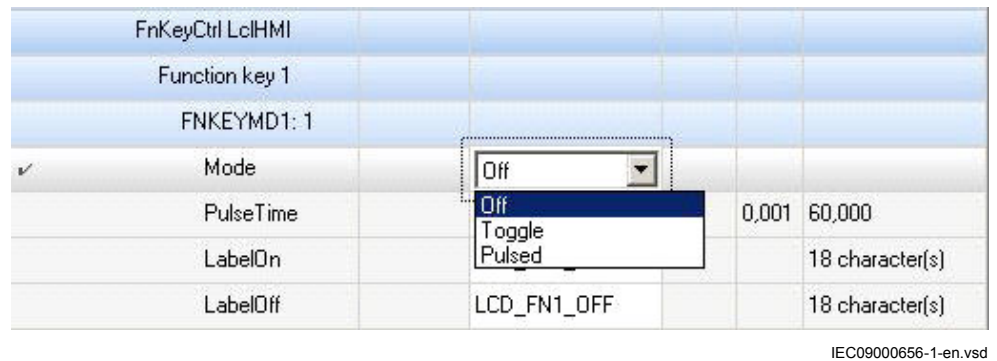 FnKeyCtrl LclHMI
Function key 1
FNKEYMD1: 1
Mode Off
PulseTime Off 0,001 60,000
Toggle
LabelOn Pulsed 18 character(s)
LabelOff LCD_FN1_OFF 18 character(s)
IEC09000656-1-en.vsd